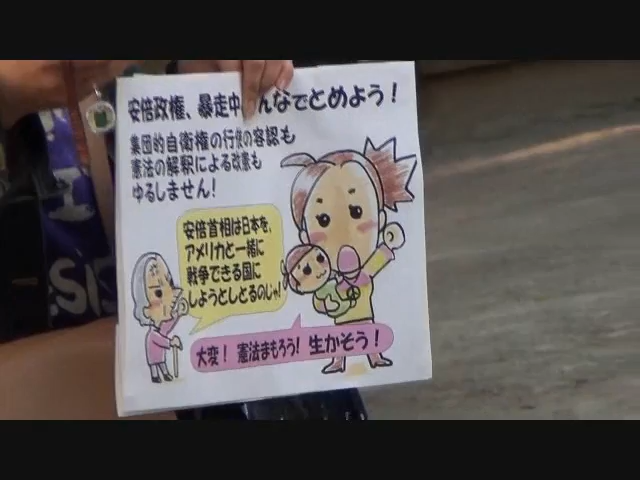 安倍政権、暴走中 んなでとめよう！
集団的自衛権の行使の容認も
憲法の解釈による改憲も
ゆるしません！
安倍首相は日本を、
アメリカと一緒に
戦争できる国に
しようとしとるのじゃ！
大変！ 憲法まもろう！ 生かそう！